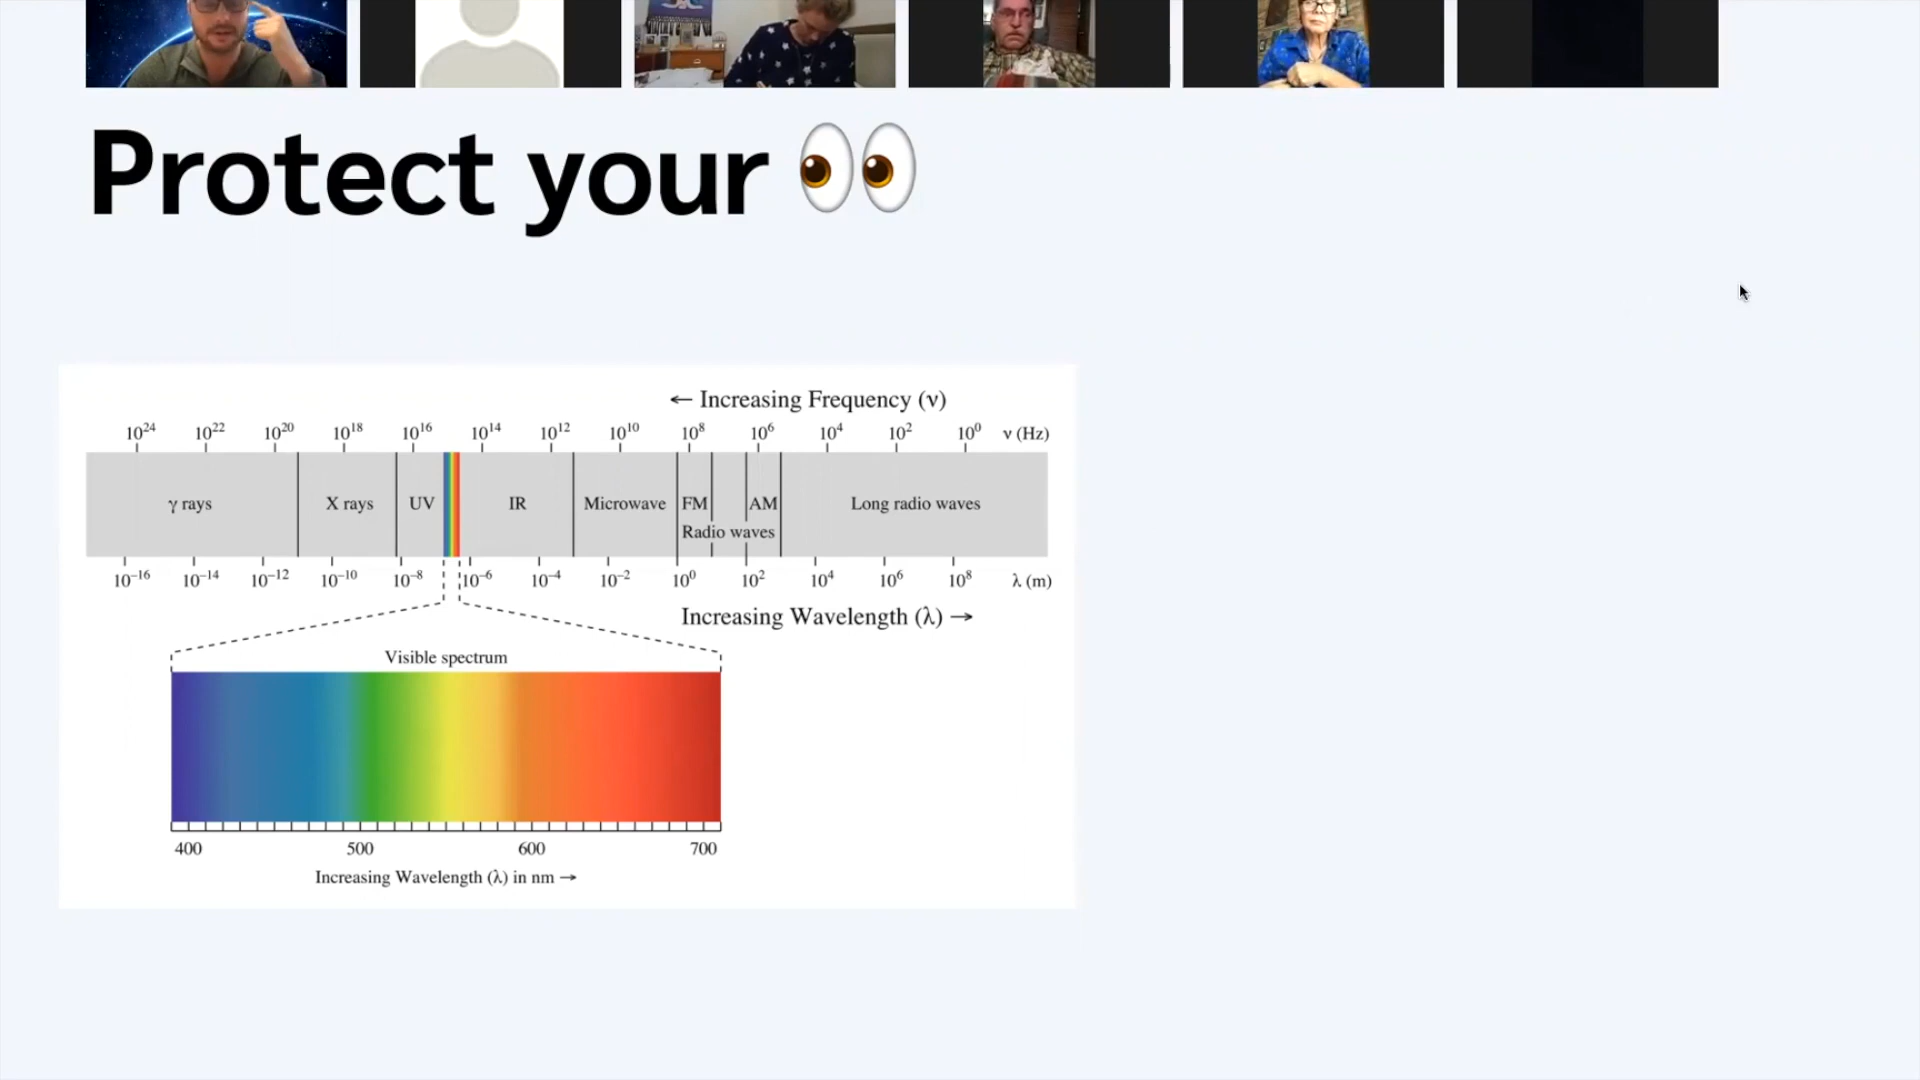 Protect your 👀
← Increasing Frequency (ν)
10²⁴ 10²² 10²⁰ 10¹⁸ 10¹⁶ 10¹⁴ 10¹² 10¹⁰ 10⁸ 10⁶ 10⁴ 10² 10⁰ ν (Hz)
γ rays X rays UV IR Microwave FM AM Long radio waves
Radio waves
10⁻¹⁶ 10⁻¹⁴ 10⁻¹² 10⁻¹⁰ 10⁻⁸ 10⁻⁶ 10⁻⁴ 10⁻² 10⁰ 10² 10⁴ 10⁶ 10⁸ λ (m)
Increasing Wavelength (λ) →
Visible spectrum
400 500 600 700
Increasing Wavelength (λ) in nm →